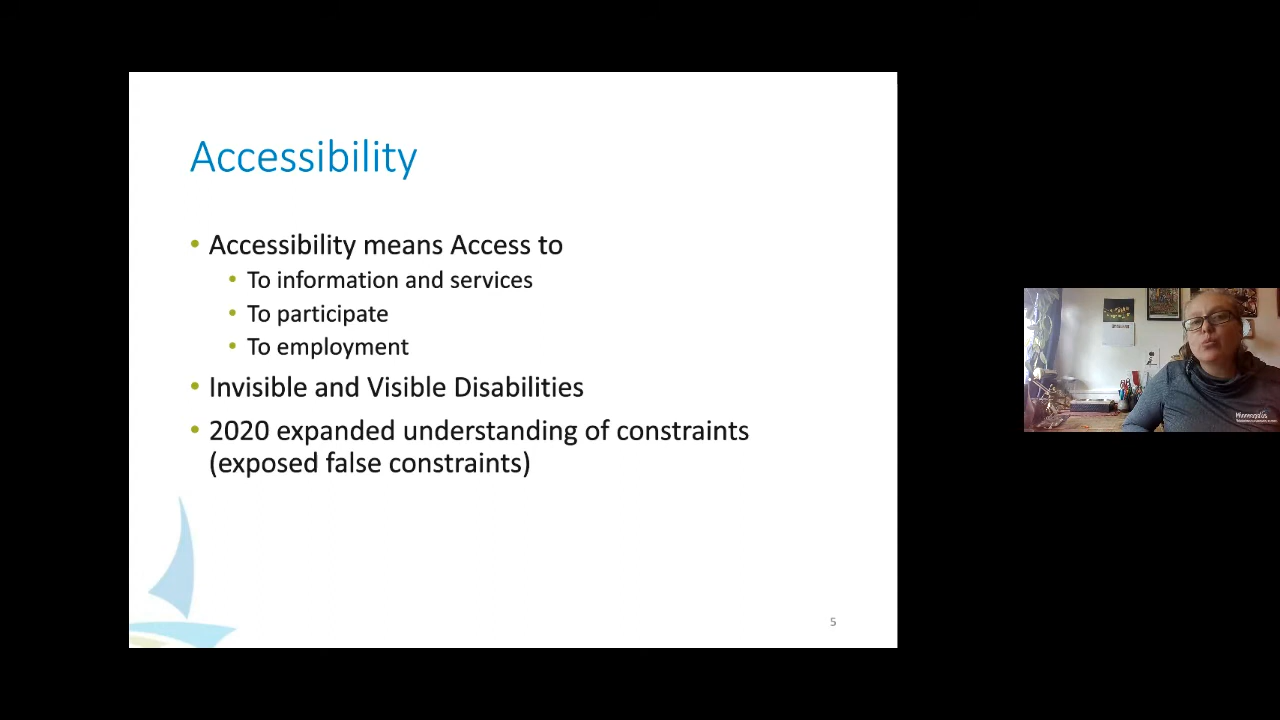 Accessibility
• Accessibility means Access to
• To information and services
• To participate
• To employment
• Invisible and Visible Disabilities
• 2020 expanded understanding of constraints
(exposed false constraints)
5
Minneapolis